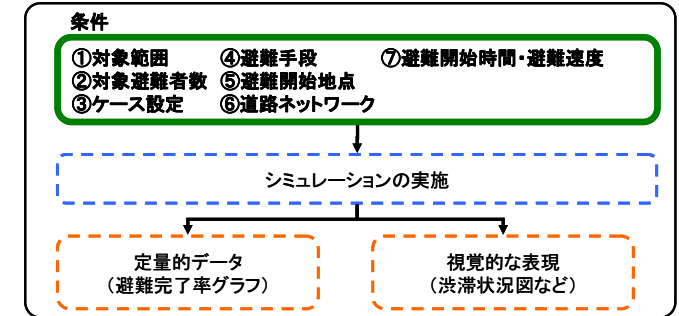 条件
①対象範囲 ④避難手段 ⑦避難開始時間・避難速度
②対象避難者数 ⑤避難開始地点
③ケース設定 ⑥道路ネットワーク
シミュレーションの実施
定量的データ
（避難完了率グラフ）
視覚的な表現
（渋滞状況図など）